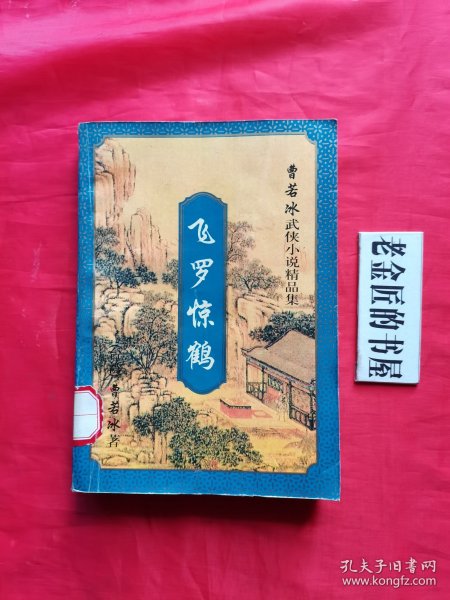 曹若冰武侠小说精品集
飞罗惊鹤
曹若冰著
老金匠的书屋
孔夫子旧书网
www.kongfz.com